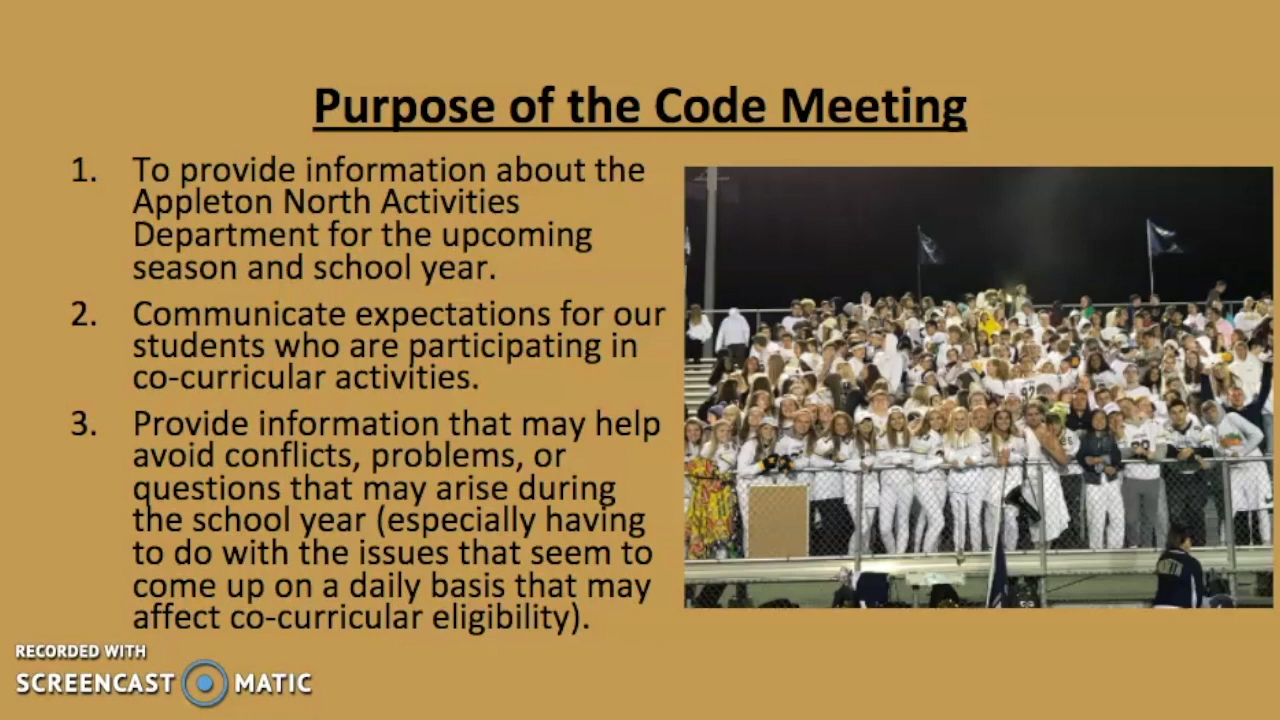 Purpose of the Code Meeting
1. To provide information about the
Appleton North Activities
Department for the upcoming
season and school year.
2. Communicate expectations for our
students who are participating in
co-curricular activities.
3. Provide information that may help
avoid conflicts, problems, or
questions that may arise during
the school year (especially having
to do with the issues that seem to
come up on a daily basis that may
affect co-curricular eligibility).
92
RECORDED WITH
SCREENCAST MATIC